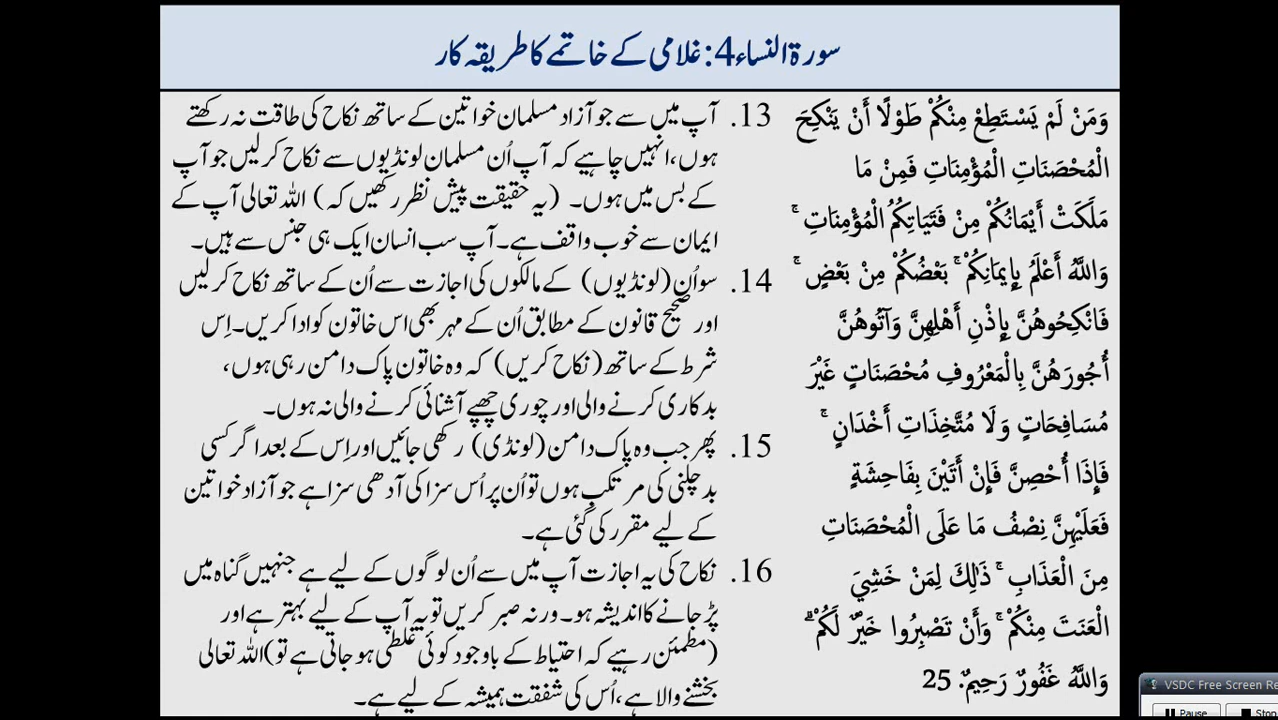 سورۃ النساء 4: غلامی کے خاتمے کا طریقہ کار
وَمَنْ لَمْ يَسْتَطِعْ مِنْكُمْ طَوْلًا أَنْ يَنْكِحَ
الْمُحْصَنَاتِ الْمُؤْمِنَاتِ فَمِنْ مَا
مَلَكَتْ أَيْمَانُكُمْ مِنْ فَتَيَاتِكُمُ الْمُؤْمِنَاتِ ۚ
وَاللَّهُ أَعْلَمُ بِإِيمَانِكُمْ ۚ بَعْضُكُمْ مِنْ بَعْضٍ ۚ
فَانْكِحُوهُنَّ بِإِذْنِ أَهْلِهِنَّ وَآتُوهُنَّ
أُجُورَهُنَّ بِالْمَعْرُوفِ مُحْصَنَاتٍ غَيْرَ
مُسَافِحَاتٍ وَلَا مُتَّخِذَاتِ أَخْدَانٍ ۚ
فَإِذَا أُحْصِنَّ فَإِنْ أَتَيْنَ بِفَاحِشَةٍ
فَعَلَيْهِنَّ نِصْفُ مَا عَلَى الْمُحْصَنَاتِ
مِنَ الْعَذَابِ ۚ ذَٰلِكَ لِمَنْ خَشِيَ
الْعَنَتَ مِنْكُمْ ۚ وَأَنْ تَصْبِرُوا خَيْرٌ لَكُمْ ۗ
وَاللَّهُ غَفُورٌ رَحِيمٌ. 25
13. آپ میں سے جو آزاد مسلمان خواتین کے ساتھ نکاح کی طاقت نہ رکھتے
ہوں، انہیں چاہیے کہ آپ اُن مسلمان لونڈیوں سے نکاح کر لیں جو آپ
کے بس میں ہوں۔ (یہ حقیقت پیش نظر رکھیں کہ) اللہ تعالی آپ کے
ایمان سے خوب واقف ہے۔ آپ سب انسان ایک ہی جنس سے ہیں۔
14. سو اُن (لونڈیوں) کے مالکوں کی اجازت سے اُن کے ساتھ نکاح کر لیں
اور صحیح قانون کے مطابق اُن کے مہر بھی اس خاتون کو ادا کریں۔ اِس
شرط کے ساتھ (نکاح کریں) کہ وہ خاتون پاک دامن رہی ہوں،
بدکاری کرنے والی اور چوری چھپے آشنائی کرنے والی نہ ہوں۔
15. پھر جب وہ پاک دامن (لونڈی) رکھی جائیں اور اِس کے بعد اگر کسی
بدچلنی کی مرتکب ہوں تو اُن پر اُس سزا کی آدھی سزا ہے جو آزاد خواتین
کے لیے مقرر کی گئی ہے۔
16. نکاح کی یہ اجازت آپ میں سے اُن لوگوں کے لیے ہے جنہیں گناہ میں
پڑ جانے کا اندیشہ ہو۔ ورنہ صبر کریں تو یہ آپ کے لیے بہتر ہے اور
(مطمئن رہیے کہ احتیاط کے باوجود کوئی غلطی ہو جاتی ہے تو) اللہ تعالی
بخشنے والا ہے، اُس کی شفقت ہمیشہ کے لیے ہے۔
VSDC Free Screen Re
Pause Stop